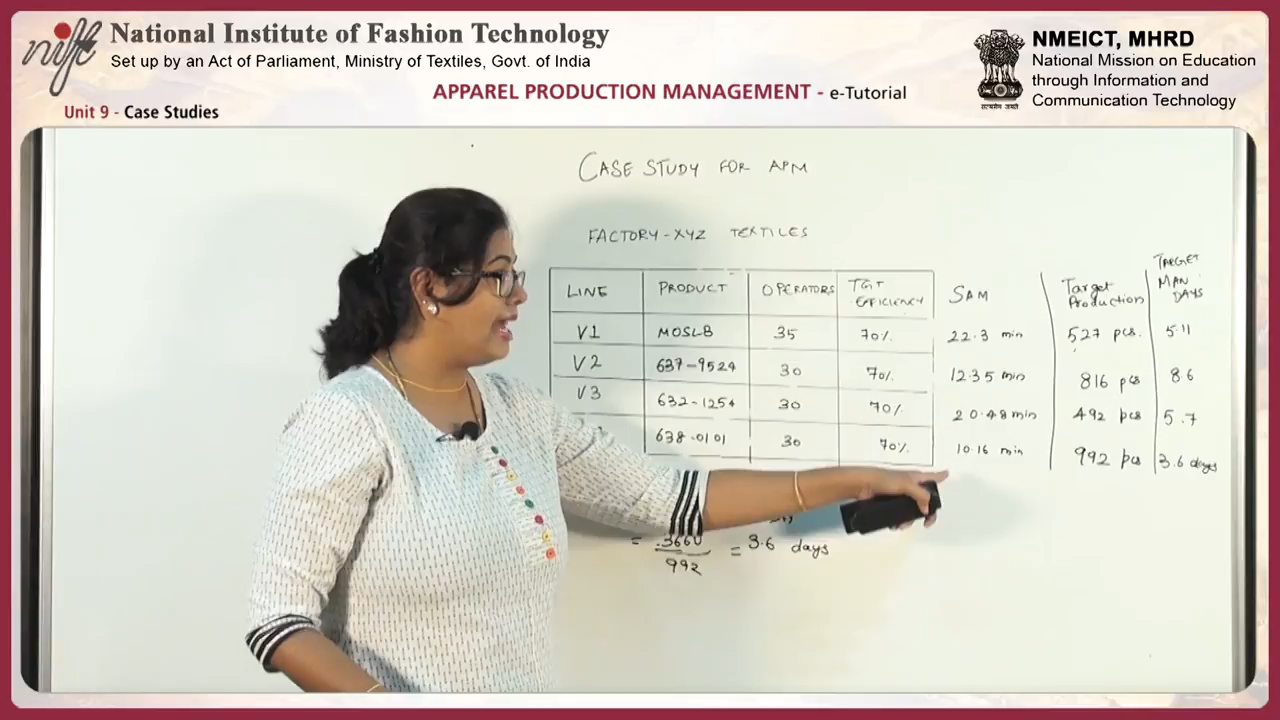 National Institute of Fashion Technology
Set up by an Act of Parliament, Ministry of Textiles, Govt. of India
nift
NMEICT, MHRD
National Mission on Education
through Information and
Communication Technology
सत्यमेव जयते
APPAREL PRODUCTION MANAGEMENT - e-Tutorial
Unit 9 - Case Studies
CASE STUDY FOR APM
FACTORY-XYZ TEXTILES
LINE PRODUCT OPERATORS TGT EFICIENCY SAM Target Production TARGET MAN DAYS
V1 MOSLB 35 70% 22.3 min 527 pcs. 5.11
V2 637-9524 30 70% 12.35 min 816 pcs 8.6
V3 632-1254 30 70% 20.48 min 492 pcs 5.7
638-0101 30 70% 10.16 min 992 pcs 3.6 days
= 3660
992
= 3.6 days